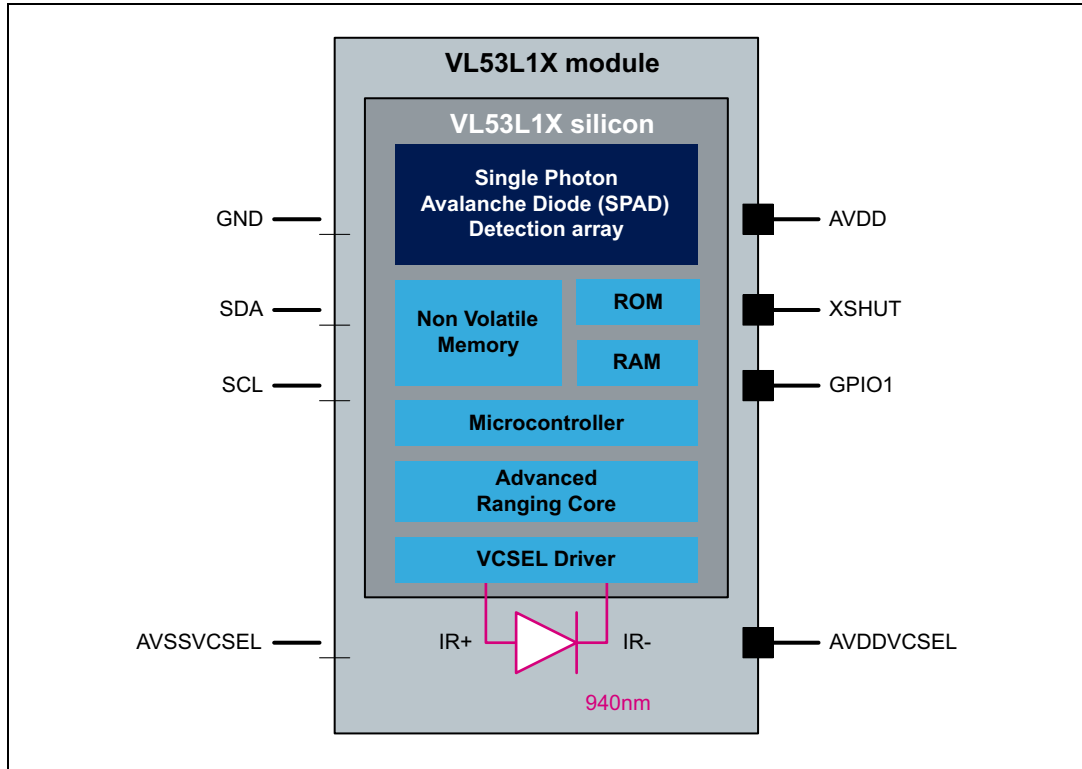 VL53L1X module
VL53L1X silicon
Single Photon
Avalanche Diode (SPAD)
Detection array
GND
AVDD
SDA
Non Volatile
Memory
ROM
XSHUT
RAM
SCL
GPIO1
Microcontroller
Advanced
Ranging Core
VCSEL Driver
AVSSVCSEL
IR+
IR-
AVDDVCSEL
940nm